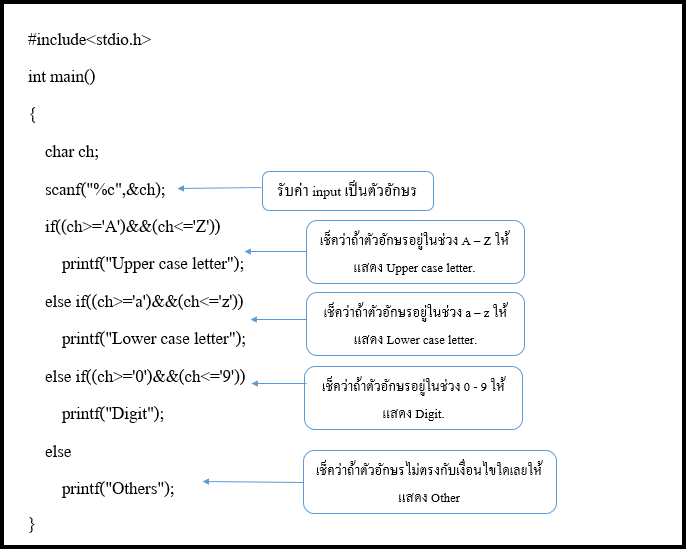 #include<stdio.h>
int main()
{
char ch;
scanf("%c",&ch);
รับค่า input เป็นตัวอักษร
if((ch>='A')&&(ch<='Z'))
printf("Upper case letter");
เช็คว่าถ้าตัวอักษรอยู่ในช่วง A – Z ให้
แสดง Upper case letter.
else if((ch>='a')&&(ch<='z'))
printf("Lower case letter");
เช็คว่าถ้าตัวอักษรอยู่ในช่วง a – z ให้
แสดง Lower case letter.
else if((ch>='0')&&(ch<='9'))
printf("Digit");
เช็คว่าถ้าตัวอักษรอยู่ในช่วง 0 - 9 ให้
แสดง Digit.
else
printf("Others");
เช็คว่าถ้าตัวอักษรไม่ตรงกับเงื่อนไขใดเลยให้
แสดง Other
}